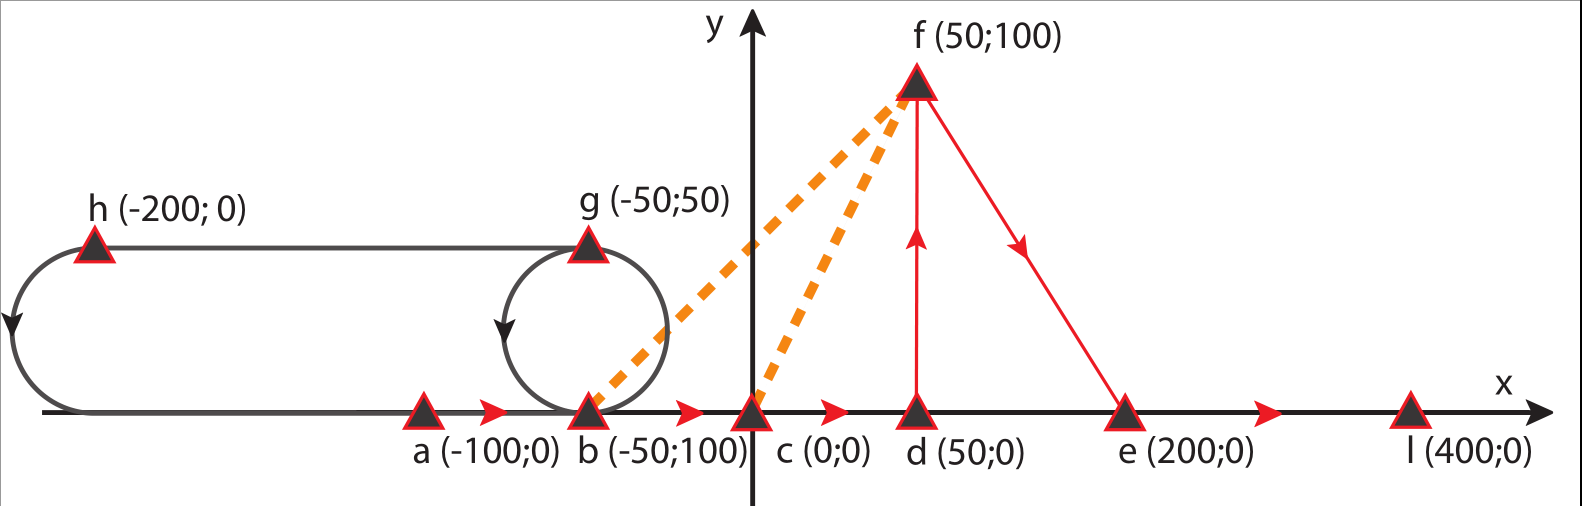 y
f (50;100)
h (-200; 0)
g (-50;50)
x
a (-100;0)
b (-50;100)
c (0;0)
d (50;0)
e (200;0)
l (400;0)